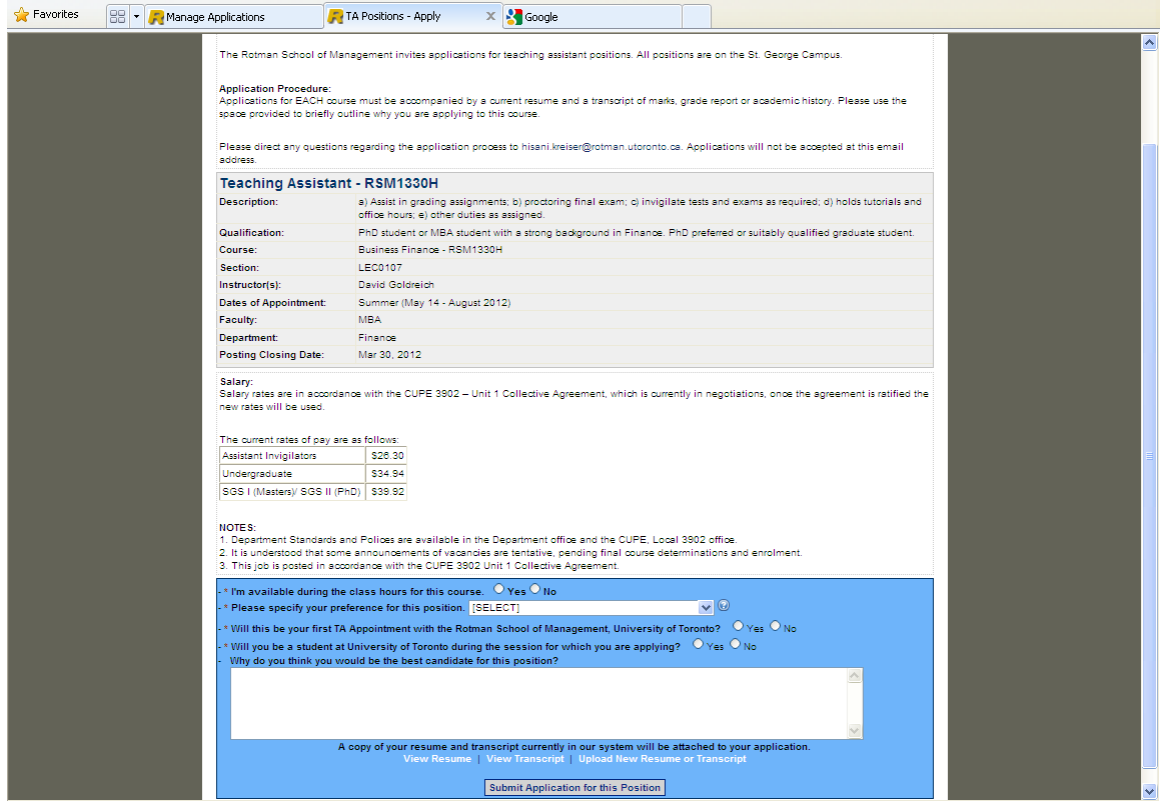 Favorites
Manage Applications
TA Positions - Apply
Google
The Rotman School of Management invites applications for teaching assistant positions. All positions are on the St. George Campus.
Application Procedure:
Applications for EACH course must be accompanied by a current resume and a transcript of marks, grade report or academic history. Please use the
space provided to briefly outline why you are applying to this course.
Please direct any questions regarding the application process to hisani.kreiser@rotman.utoronto.ca. Applications will not be accepted at this email
address.
Teaching Assistant - RSM1330H
Description: a) Assist in grading assignments; b) proctoring final exam; c) invigilate tests and exams as required; d) holds tutorials and
office hours; e) other duties as assigned.
Qualification: PhD student or MBA student with a strong background in Finance. PhD preferred or suitably qualified graduate student.
Course: Business Finance - RSM1330H
Section: LEC0107
Instructor(s): David Goldreich
Dates of Appointment: Summer (May 14 - August 2012)
Faculty: MBA
Department: Finance
Posting Closing Date: Mar 30, 2012
Salary:
Salary rates are in accordance with the CUPE 3902 – Unit 1 Collective Agreement, which is currently in negotiations, once the agreement is ratified the
new rates will be used.
The current rates of pay are as follows:
Assistant Invigilators $26.30
Undergraduate $34.94
SGS I (Masters)/ SGS II (PhD) $39.92
NOTES:
1. Department Standards and Polices are available in the Department office and the CUPE, Local 3902 office.
2. It is understood that some announcements of vacancies are tentative, pending final course determinations and enrolment.
3. This job is posted in accordance with the CUPE 3902 Unit 1 Collective Agreement.
- * I'm available during the class hours for this course. Yes No
- * Please specify your preference for this position. [SELECT]
- * Will this be your first TA Appointment with the Rotman School of Management, University of Toronto? Yes No
- * Will you be a student at University of Toronto during the session for which you are applying? Yes No
- Why do you think you would be the best candidate for this position?
A copy of your resume and transcript currently in our system will be attached to your application.
View Resume | View Transcript | Upload New Resume or Transcript
Submit Application for this Position